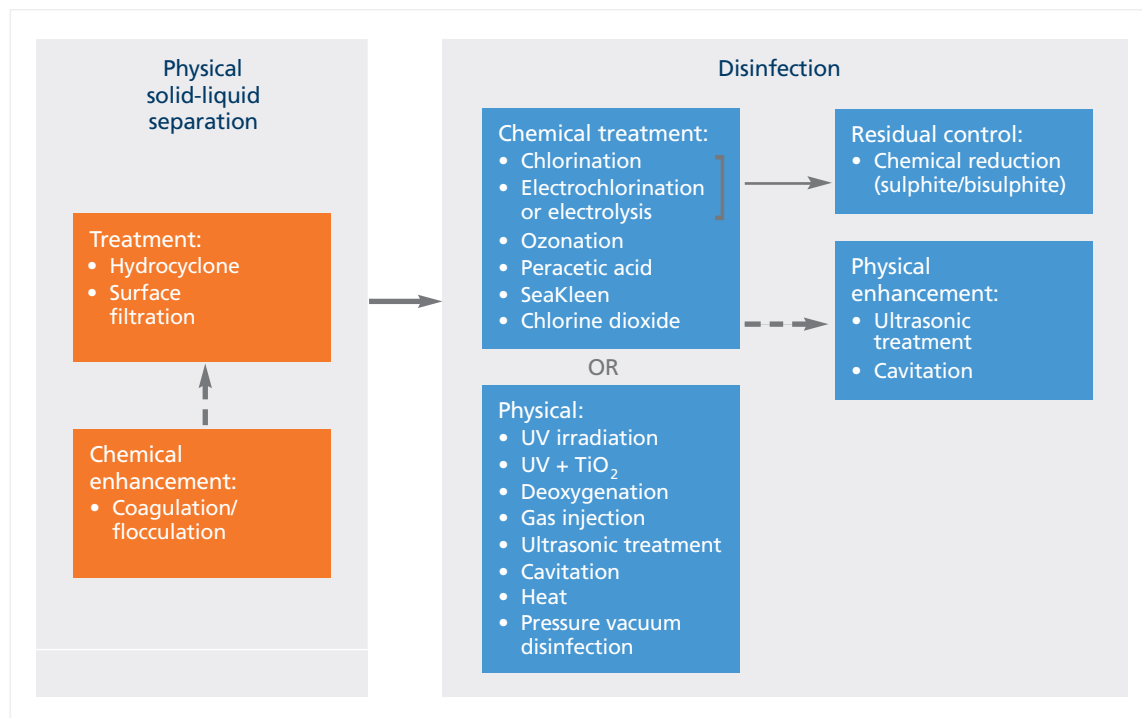 Physical
solid-liquid
separation
Treatment:
• Hydrocyclone
• Surface
filtration
Chemical
enhancement:
• Coagulation/
flocculation
Disinfection
Chemical treatment:
• Chlorination
• Electrochlorination
or electrolysis
• Ozonation
• Peracetic acid
• SeaKleen
• Chlorine dioxide
OR
Physical:
• UV irradiation
• UV + TiO₂
• Deoxygenation
• Gas injection
• Ultrasonic treatment
• Cavitation
• Heat
• Pressure vacuum
disinfection
Residual control:
• Chemical reduction
(sulphite/bisulphite)
Physical
enhancement:
• Ultrasonic
treatment
• Cavitation